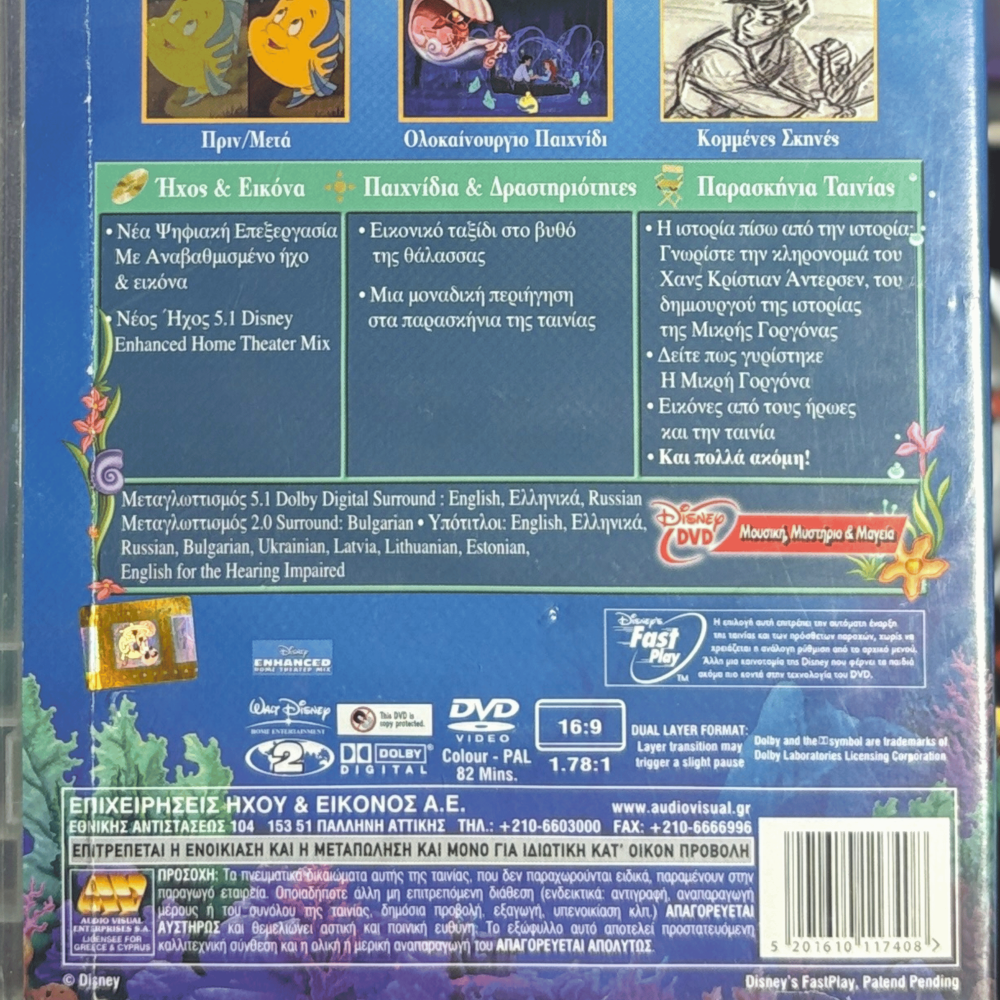 Πριν/Μετά
Ολοκαίνουργιο Παιχνίδι
Κομμένες Σκηνές
Ήχος & Εικόνα
• Νέα Ψηφιακή Επεξεργασία
Με Αναβαθμισμένο ήχο
& εικόνα
• Νέος Ήχος 5.1 Disney
Enhanced Home Theater Mix
Παιχνίδια & Δραστηριότητες
• Εικονικό ταξίδι στο βυθό
της θάλασσας
• Μια μοναδική περιήγηση
στα παρασκήνια της ταινίας
Παρασκήνια Ταινίας
• Η ιστορία πίσω από την ιστορία:
Γνωρίστε την κληρονομιά του
Χανς Κρίστιαν Άντερσεν, του
δημιουργού της ιστορίας
της Μικρής Γοργόνας
• Δείτε πως γυρίστηκε
Η Μικρή Γοργόνα
• Εικόνες από τους ήρωες
και την ταινία
• Και πολλά ακόμη!
Μεταγλωττισμός 5.1 Dolby Digital Surround : English, Ελληνικά, Russian
Μεταγλωττισμός 2.0 Surround: Bulgarian • Υπότιτλοι: English, Ελληνικά,
Russian, Bulgarian, Ukrainian, Latvia, Lithuanian, Estonian,
English for the Hearing Impaired
Disney
DVD
Μουσική, Μυστήριο & Μαγεία
Disney
ENHANCED
HOME THEATER MIX
Disney's
Fast
Play
TM
Η επιλογή αυτή επιτρέπει την αυτόματη έναρξη
της ταινίας και των πρόσθετων παροχών, χωρίς να
χρειάζεται η ανάλογη ρύθμιση από το αρχικό μενού.
Άλλη μια καινοτομία της Disney που φέρνει τα παιδιά
ακόμα πιο κοντά στην τεχνολογία του DVD.
Walt Disney
HOME ENTERTAINMENT
2
This DVD is
copy protected.
DOLBY
DIGITAL
DVD
VIDEO
Colour - PAL
82 Mins.
16:9
1.78:1
DUAL LAYER FORMAT:
Layer transition may
trigger a slight pause
Dolby and the symbol are trademarks of
Dolby Laboratories Licensing Corporation
ΕΠΙΧΕΙΡΗΣΕΙΣ ΗΧΟΥ & ΕΙΚΟΝΟΣ Α.Ε.
www.audiovisual.gr
ΕΘΝΙΚΗΣ ΑΝΤΙΣΤΑΣΕΩΣ 104 153 51 ΠΑΛΛΗΝΗ ΑΤΤΙΚΗΣ ΤΗΛ.: +210-6603000 FAX: +210-6666996
ΕΠΙΤΡΕΠΕΤΑΙ Η ΕΝΟΙΚΙΑΣΗ ΚΑΙ Η ΜΕΤΑΠΩΛΗΣΗ ΚΑΙ ΜΟΝΟ ΓΙΑ ΙΔΙΩΤΙΚΗ ΚΑΤ' ΟΙΚΟΝ ΠΡΟΒΟΛΗ
AUDIO VISUAL
ENTERPRISES S.A.
LICENSEE FOR
GREECE & CYPRUS
ΠΡΟΣΟΧΗ: Τα πνευματικά δικαιώματα αυτής της ταινίας, που δεν παραχωρούνται ειδικά, παραμένουν στην
παραγωγό εταιρεία. Οποιαδήποτε άλλη μη επιτρεπόμενη διάθεση (ενδεικτικά: αντιγραφή, αναπαραγωγή
μέρους ή του συνόλου της ταινίας, δημόσια προβολή, εξαγωγή, υπενοικίαση κλπ.) ΑΠΑΓΟΡΕΥΕΤΑΙ
ΑΥΣΤΗΡΩΣ και θεμελιώνει αστική και ποινική ευθύνη. Το εξώφυλλο αυτό αποτελεί προστατευόμενη
καλλιτεχνική σύνθεση και η ολική ή μερική αναπαραγωγή του ΑΠΑΓΟΡΕΥΕΤΑΙ ΑΠΟΛΥΤΩΣ.
5 201610 117408 >
© Disney
Disney's FastPlay, Patend Pending